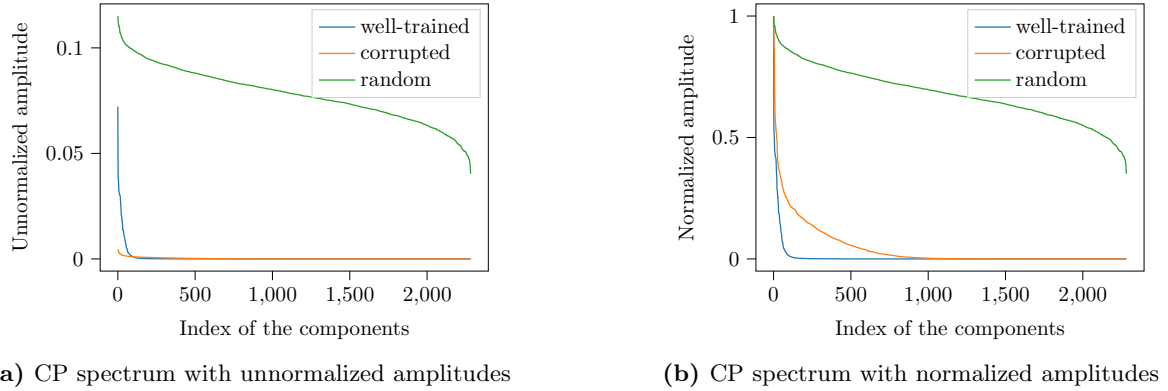 well-trained
corrupted
random
0.1
0.05
0
Unnormalized amplitude
0 500 1,000 1,500 2,000
Index of the components
a) CP spectrum with unnormalized amplitudes
well-trained
corrupted
random
1
0.5
0
Normalized amplitude
0 500 1,000 1,500 2,000
Index of the components
(b) CP spectrum with normalized amplitudes